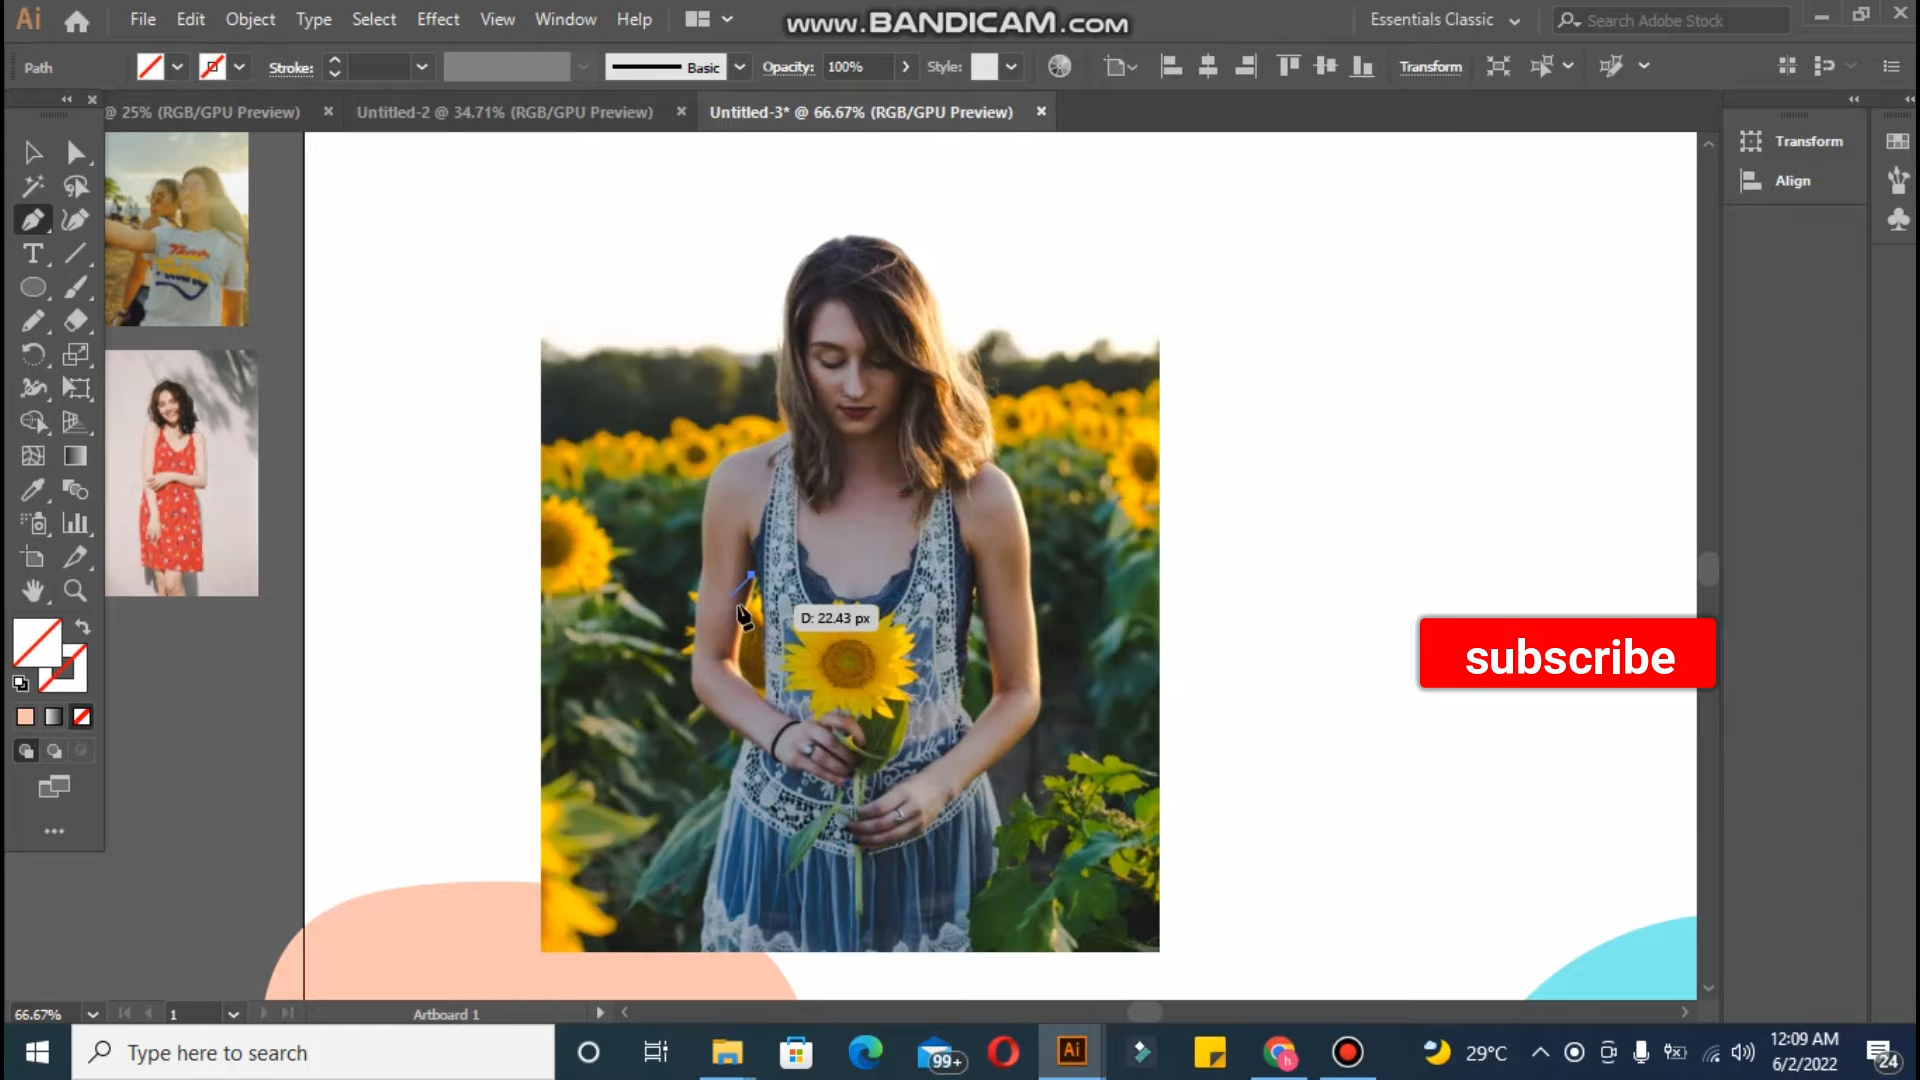 Ai File Edit Object Type Select Effect View Window Help
www.BANDICAM.com
Essentials Classic
Search Adobe Stock
Path
Stroke:
Basic
Opacity: 100%
Style:
Transform
@ 25% (RGB/GPU Preview)
Untitled-2 @ 34.71% (RGB/GPU Preview)
Untitled-3* @ 66.67% (RGB/GPU Preview)
Transform
Align
D: 22.43 px
subscribe
66.67%
1
Artboard 1
Type here to search
99+
Ai
29°C
12:09 AM
6/2/2022
24